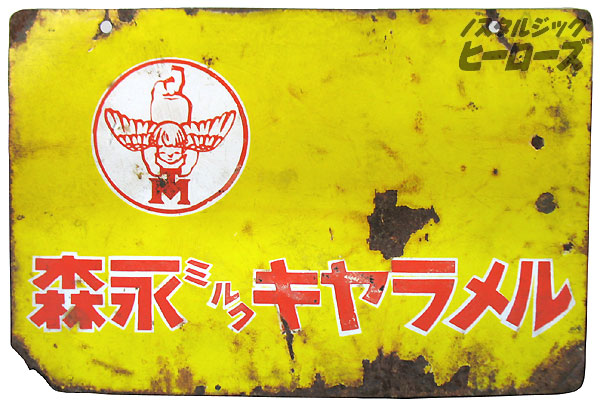 ノスタルジック
ヒーローズ
TM
森永ミルクキャラメル